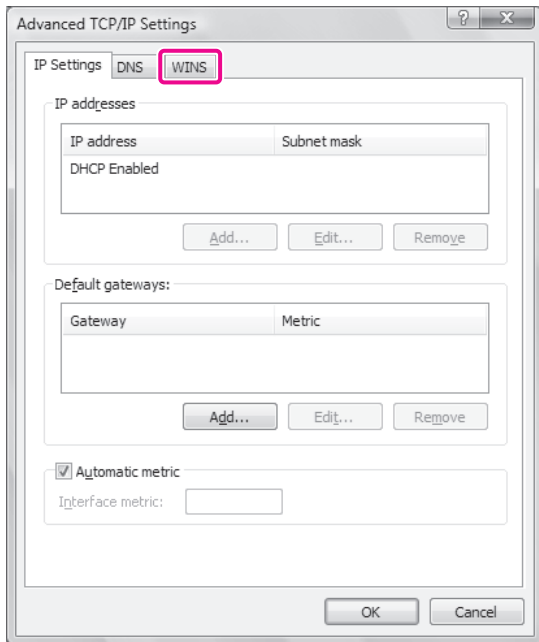 Advanced TCP/IP Settings
IP Settings DNS WINS
IP addresses
IP address Subnet mask
DHCP Enabled
Add... Edit... Remove
Default gateways:
Gateway Metric
Add... Edit... Remove
Automatic metric
Interface metric:
OK Cancel